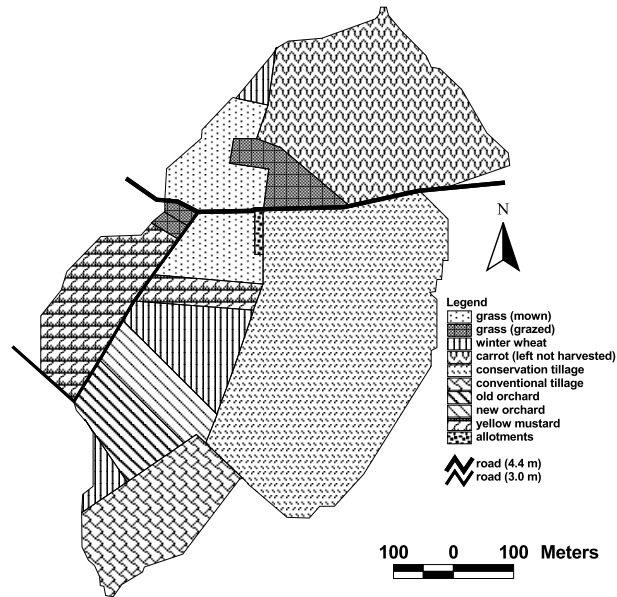 N
Legend
grass (mown)
grass (grazed)
winter wheat
carrot (left not harvested)
conservation tillage
conventional tillage
old orchard
new orchard
yellow mustard
allotments
road (4.4 m)
road (3.0 m)
100 0 100 Meters